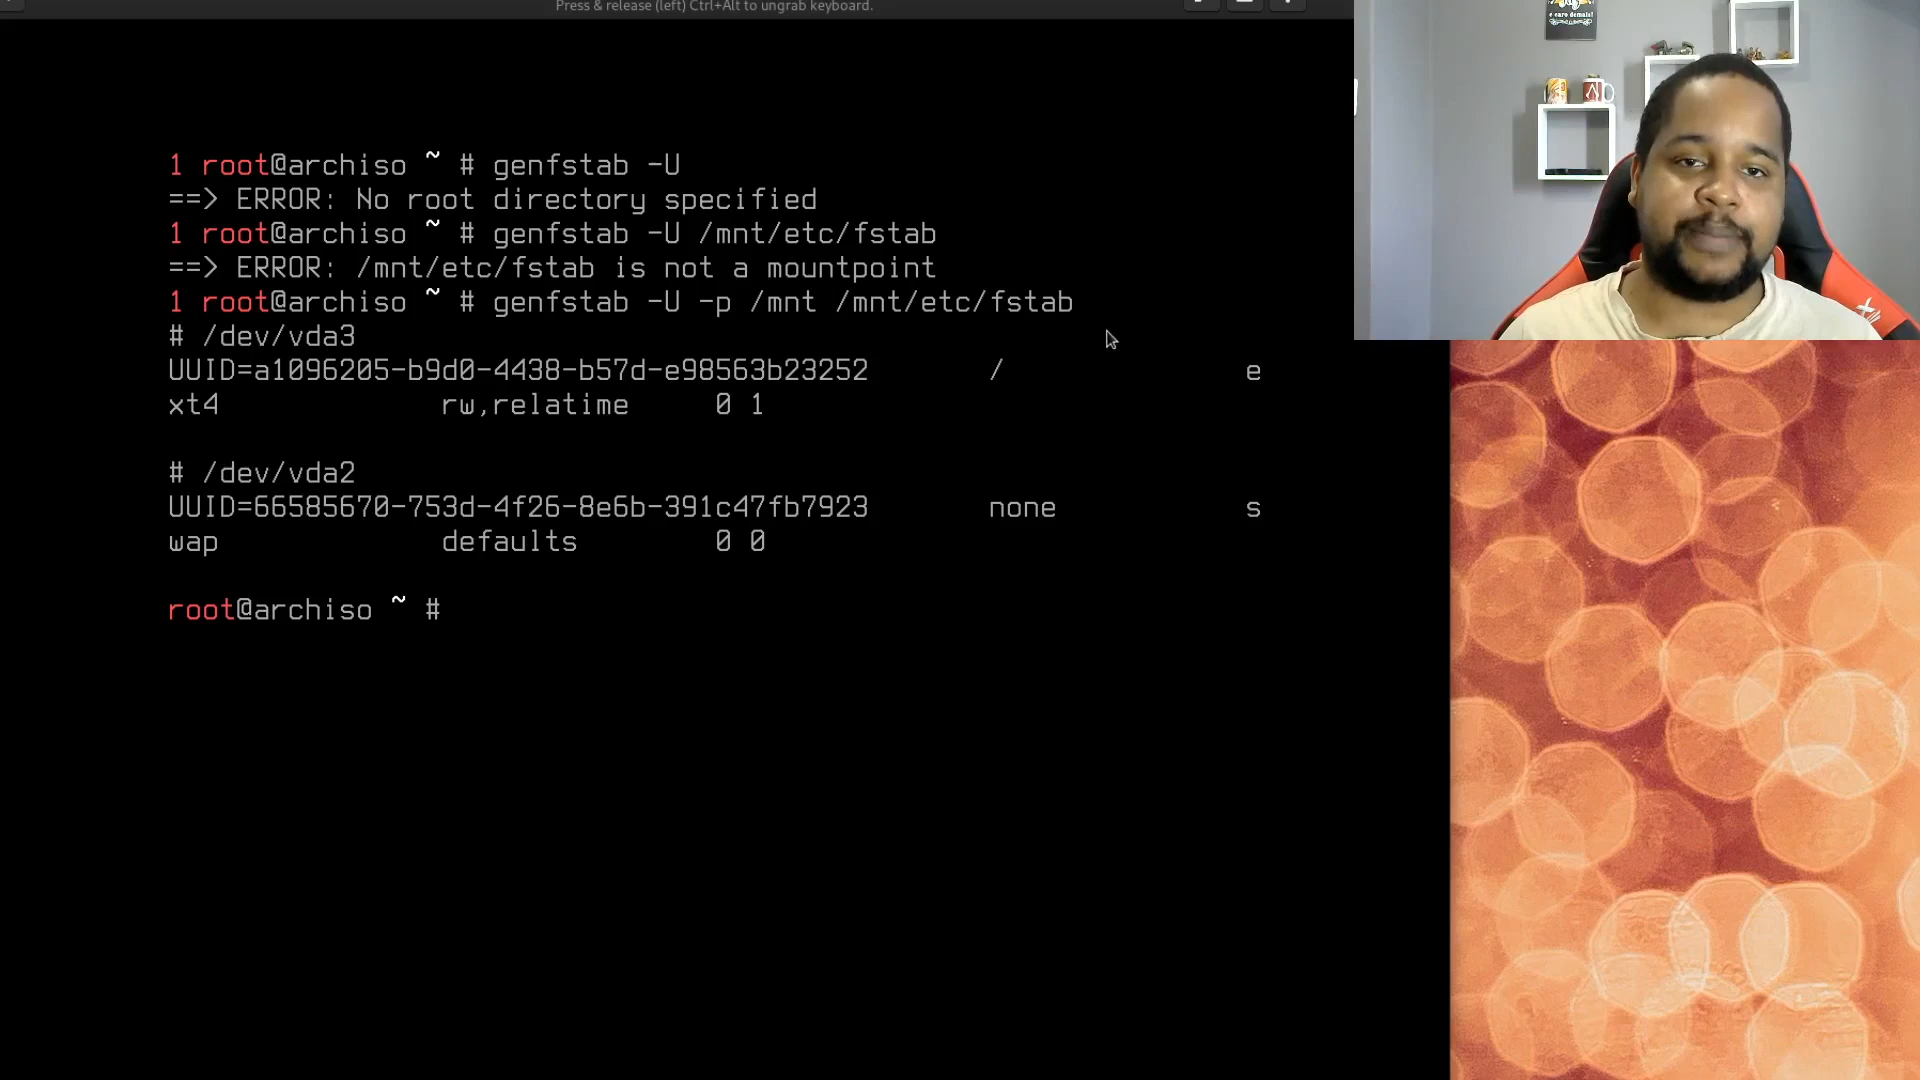 Press & release (left) Ctrl+Alt to ungrab keyboard.
é caro demais!
1 root@archiso ~ # genfstab -U
==> ERROR: No root directory specified
1 root@archiso ~ # genfstab -U /mnt/etc/fstab
==> ERROR: /mnt/etc/fstab is not a mountpoint
1 root@archiso ~ # genfstab -U -p /mnt /mnt/etc/fstab
# /dev/vda3
UUID=a1096205-b9d0-4438-b57d-e98563b23252 / e
xt4 rw,relatime 0 1
# /dev/vda2
UUID=66585670-753d-4f26-8e6b-391c47fb7923 none s
wap defaults 0 0
root@archiso ~ #